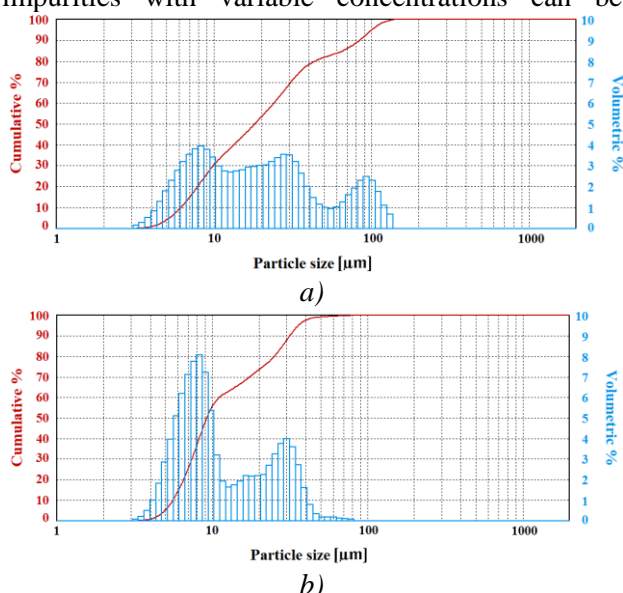 impurities with variable concentrations can be
100 10
90 9
80 8
70 7
60 6
50 5
40 4
30 3
20 2
10 1
0 0
Cumulative %
Volumetric %
1 10 100 1000
Particle size [μm]
a)
100 10
90 9
80 8
70 7
60 6
50 5
40 4
30 3
20 2
10 1
0 0
Cumulative %
Volumetric %
1 10 100 1000
Particle size [μm]
b)